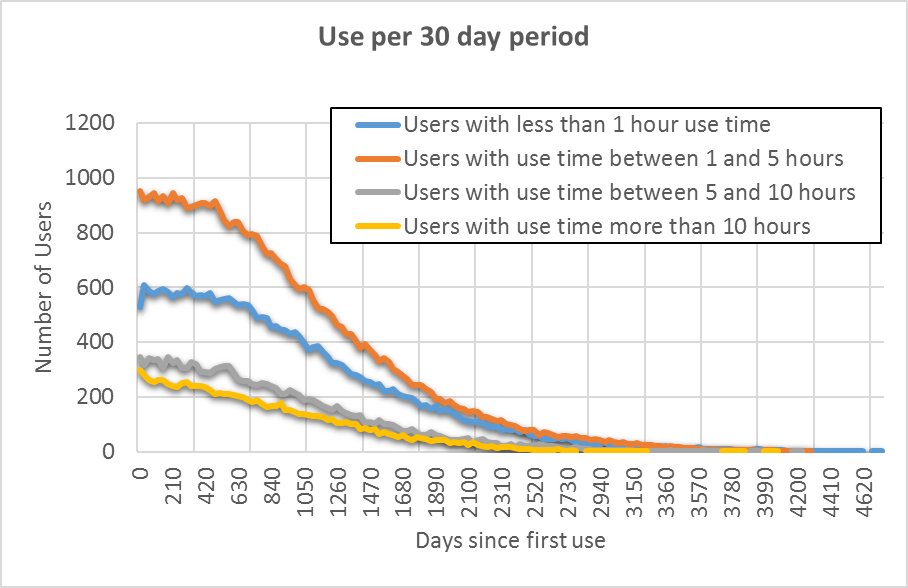 Use per 30 day period
Users with less than 1 hour use time
Users with use time between 1 and 5 hours
Users with use time between 5 and 10 hours
Users with use time more than 10 hours
Number of Users
1200
1000
800
600
400
200
0
0 210 420 630 840 1050 1260 1470 1680 1890 2100 2310 2520 2730 2940 3150 3360 3570 3780 3990 4200 4410 4620
Days since first use